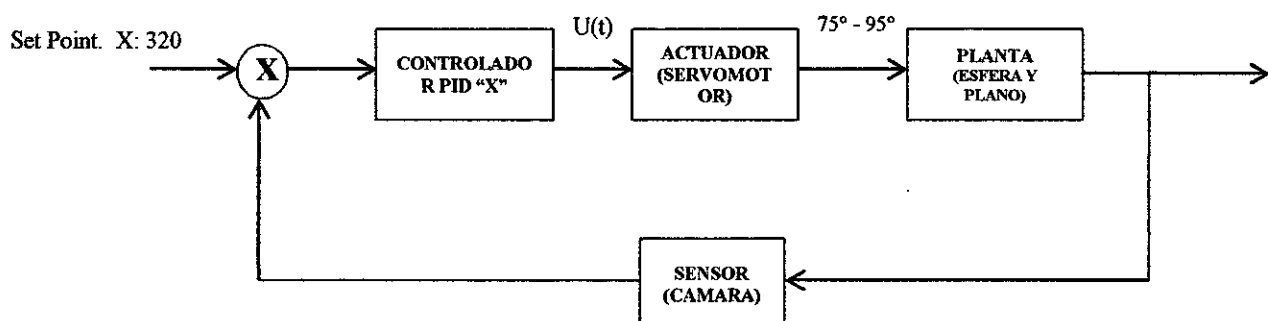 Set Point. X: 320
X
CONTROLADO
R PID "X"
U(t)
ACTUADOR
(SERVOMOT
OR)
75° - 95°
PLANTA
(ESFERA Y
PLANO)
SENSOR
(CAMARA)